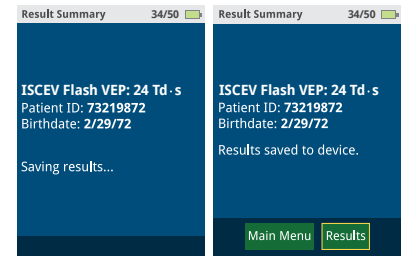 Result Summary 34/50
ISCEV Flash VEP: 24 Td·s
Patient ID: 73219872
Birthdate: 2/29/72
Saving results...
Result Summary 34/50
ISCEV Flash VEP: 24 Td·s
Patient ID: 73219872
Birthdate: 2/29/72
Results saved to device.
Main Menu Results